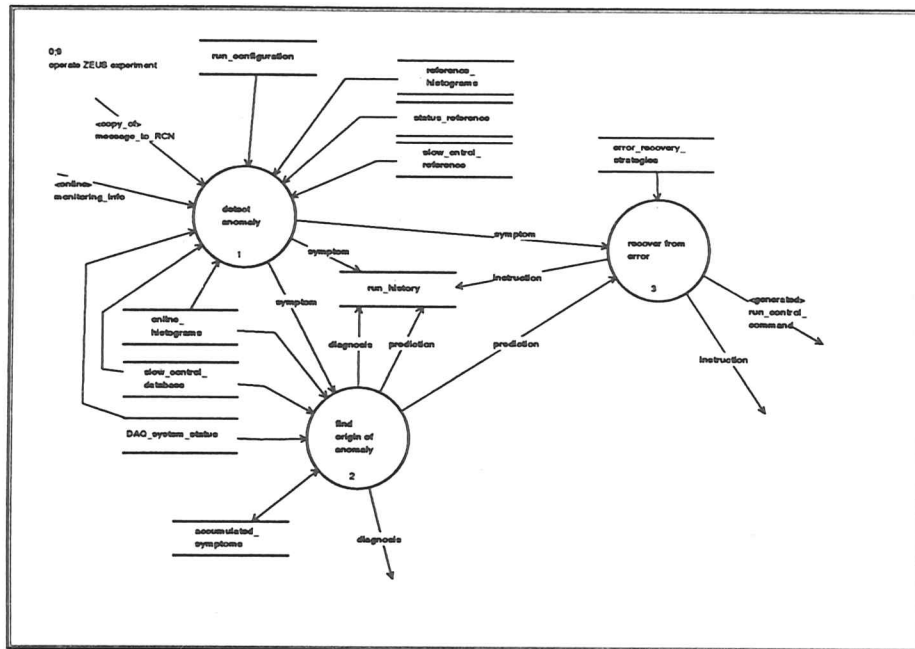 0;9
operate ZEUS experiment
run_configuration
reference_
histograms
status_reference
slow_cntrol_
reference
error_recovery_
strategies
<copy_of>
message_to_RCN
<online>
monitoring_info
detect
anomaly
1
symptom
symptom
symptom
recover from
error
3
run_history
instruction
<generated>
run_control_
command
online_
histograms
diagnosis
prediction
prediction
instruction
slow_control_
database
DAQ_system_status
find
origin of
anomaly
2
accumulated_
symptoms
diagnosis